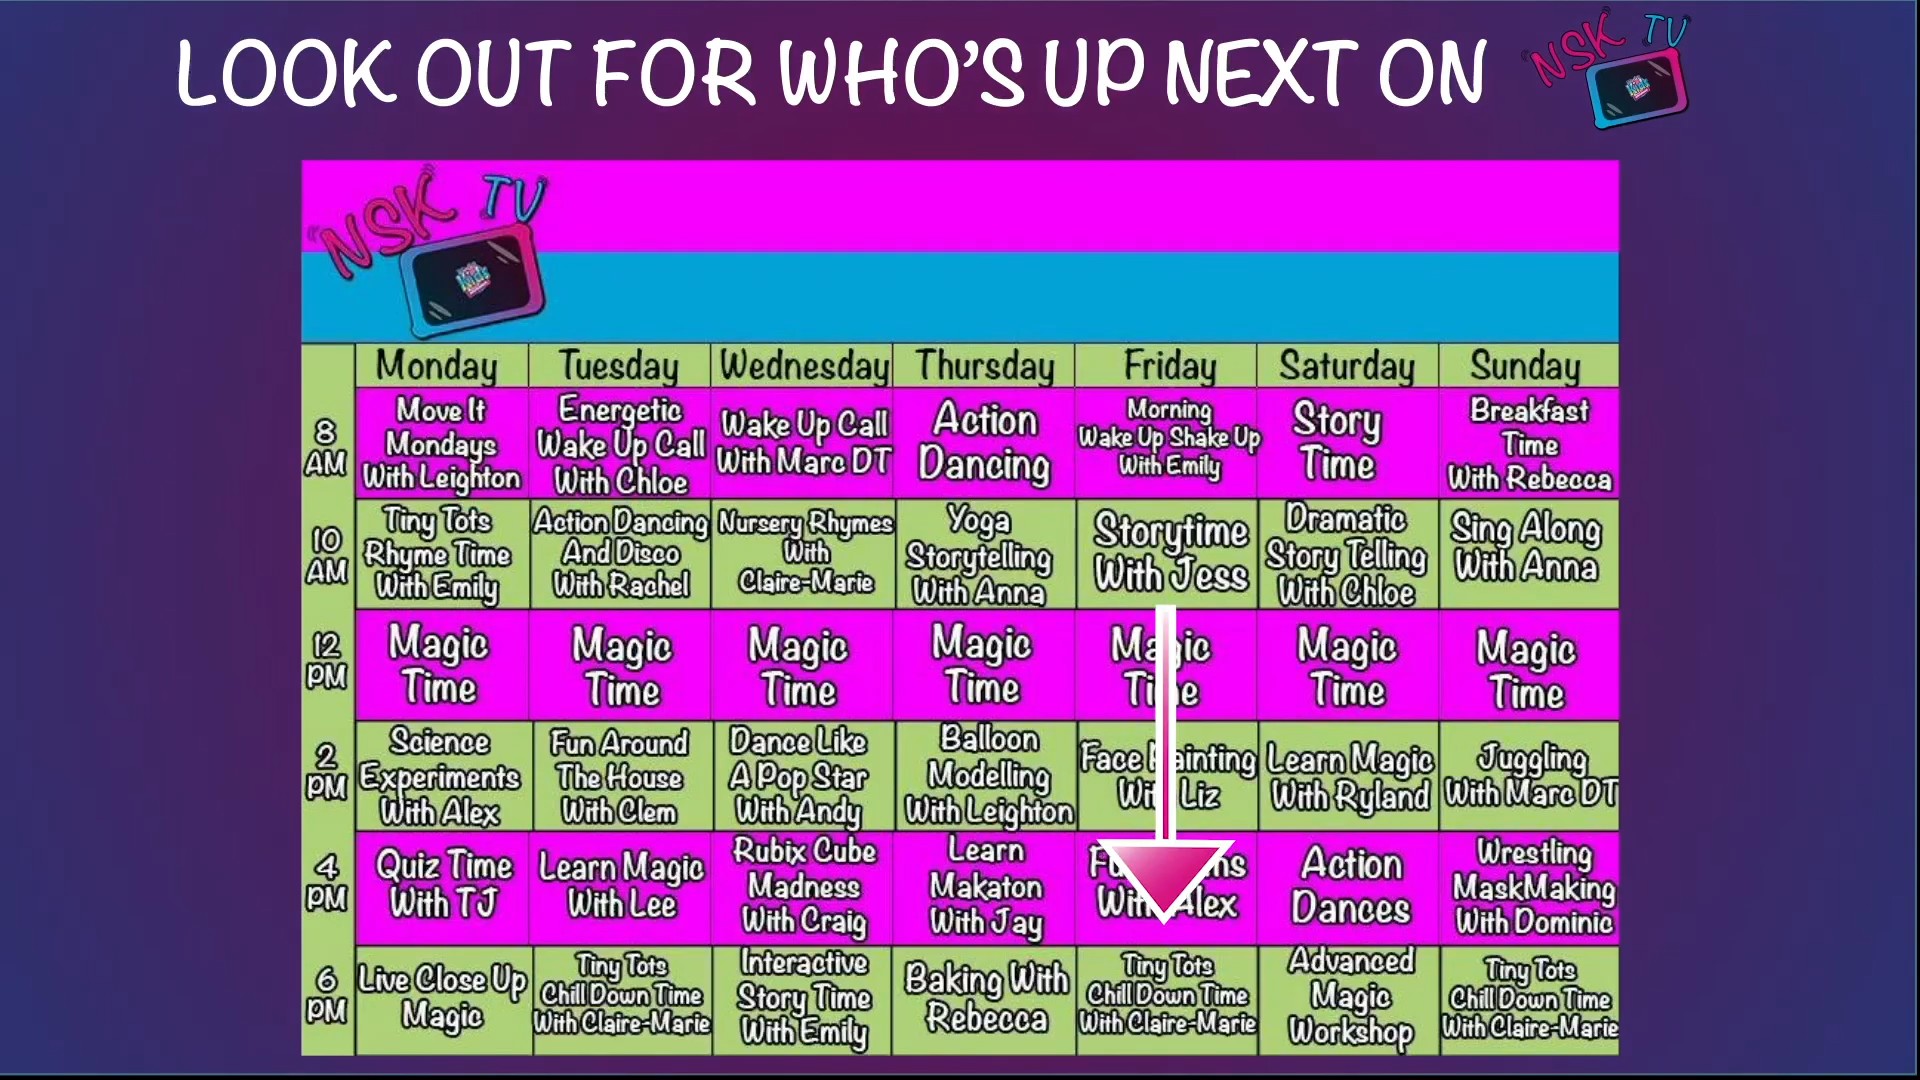 LOOK OUT FOR WHO'S UP NEXT ON
NSK TV
NSK TV
Monday Tuesday Wednesday Thursday Friday Saturday Sunday
8
AM
Move It
Mondays
With Leighton
Energetic
Wake Up Call
With Chloe
Wake Up Call
With Marc DT
Action
Dancing
Morning
Wake Up Shake Up
With Emily
Story
Time
Breakfast
Time
With Rebecca
10
AM
Tiny Tots
Rhyme Time
With Emily
Action Dancing
And Disco
With Rachel
Nursery Rhymes
With
Claire-Marie
Yoga
Storytelling
With Anna
Storytime
With Jess
Dramatic
Story Telling
With Chloe
Sing Along
With Anna
12
PM
Magic
Time
Magic
Time
Magic
Time
Magic
Time
Magic
Time
Magic
Time
Magic
Time
2
PM
Science
Experiments
With Alex
Fun Around
The House
With Clem
Dance Like
A Pop Star
With Andy
Balloon
Modelling
With Leighton
Face Painting
With Liz
Learn Magic
With Ryland
Juggling
With Marc DT
4
PM
Quiz Time
With TJ
Learn Magic
With Lee
Rubix Cube
Madness
With Craig
Learn
Makaton
With Jay
With Alex
Action
Dances
Wrestling
MaskMaking
With Dominic
6
PM
Live Close Up
Magic
Tiny Tots
Chill Down Time
With Claire-Marie
Interactive
Story Time
With Emily
Baking With
Rebecca
Tiny Tots
Chill Down Time
With Claire-Marie
Advanced
Magic
Workshop
Tiny Tots
Chill Down Time
With Claire-Marie